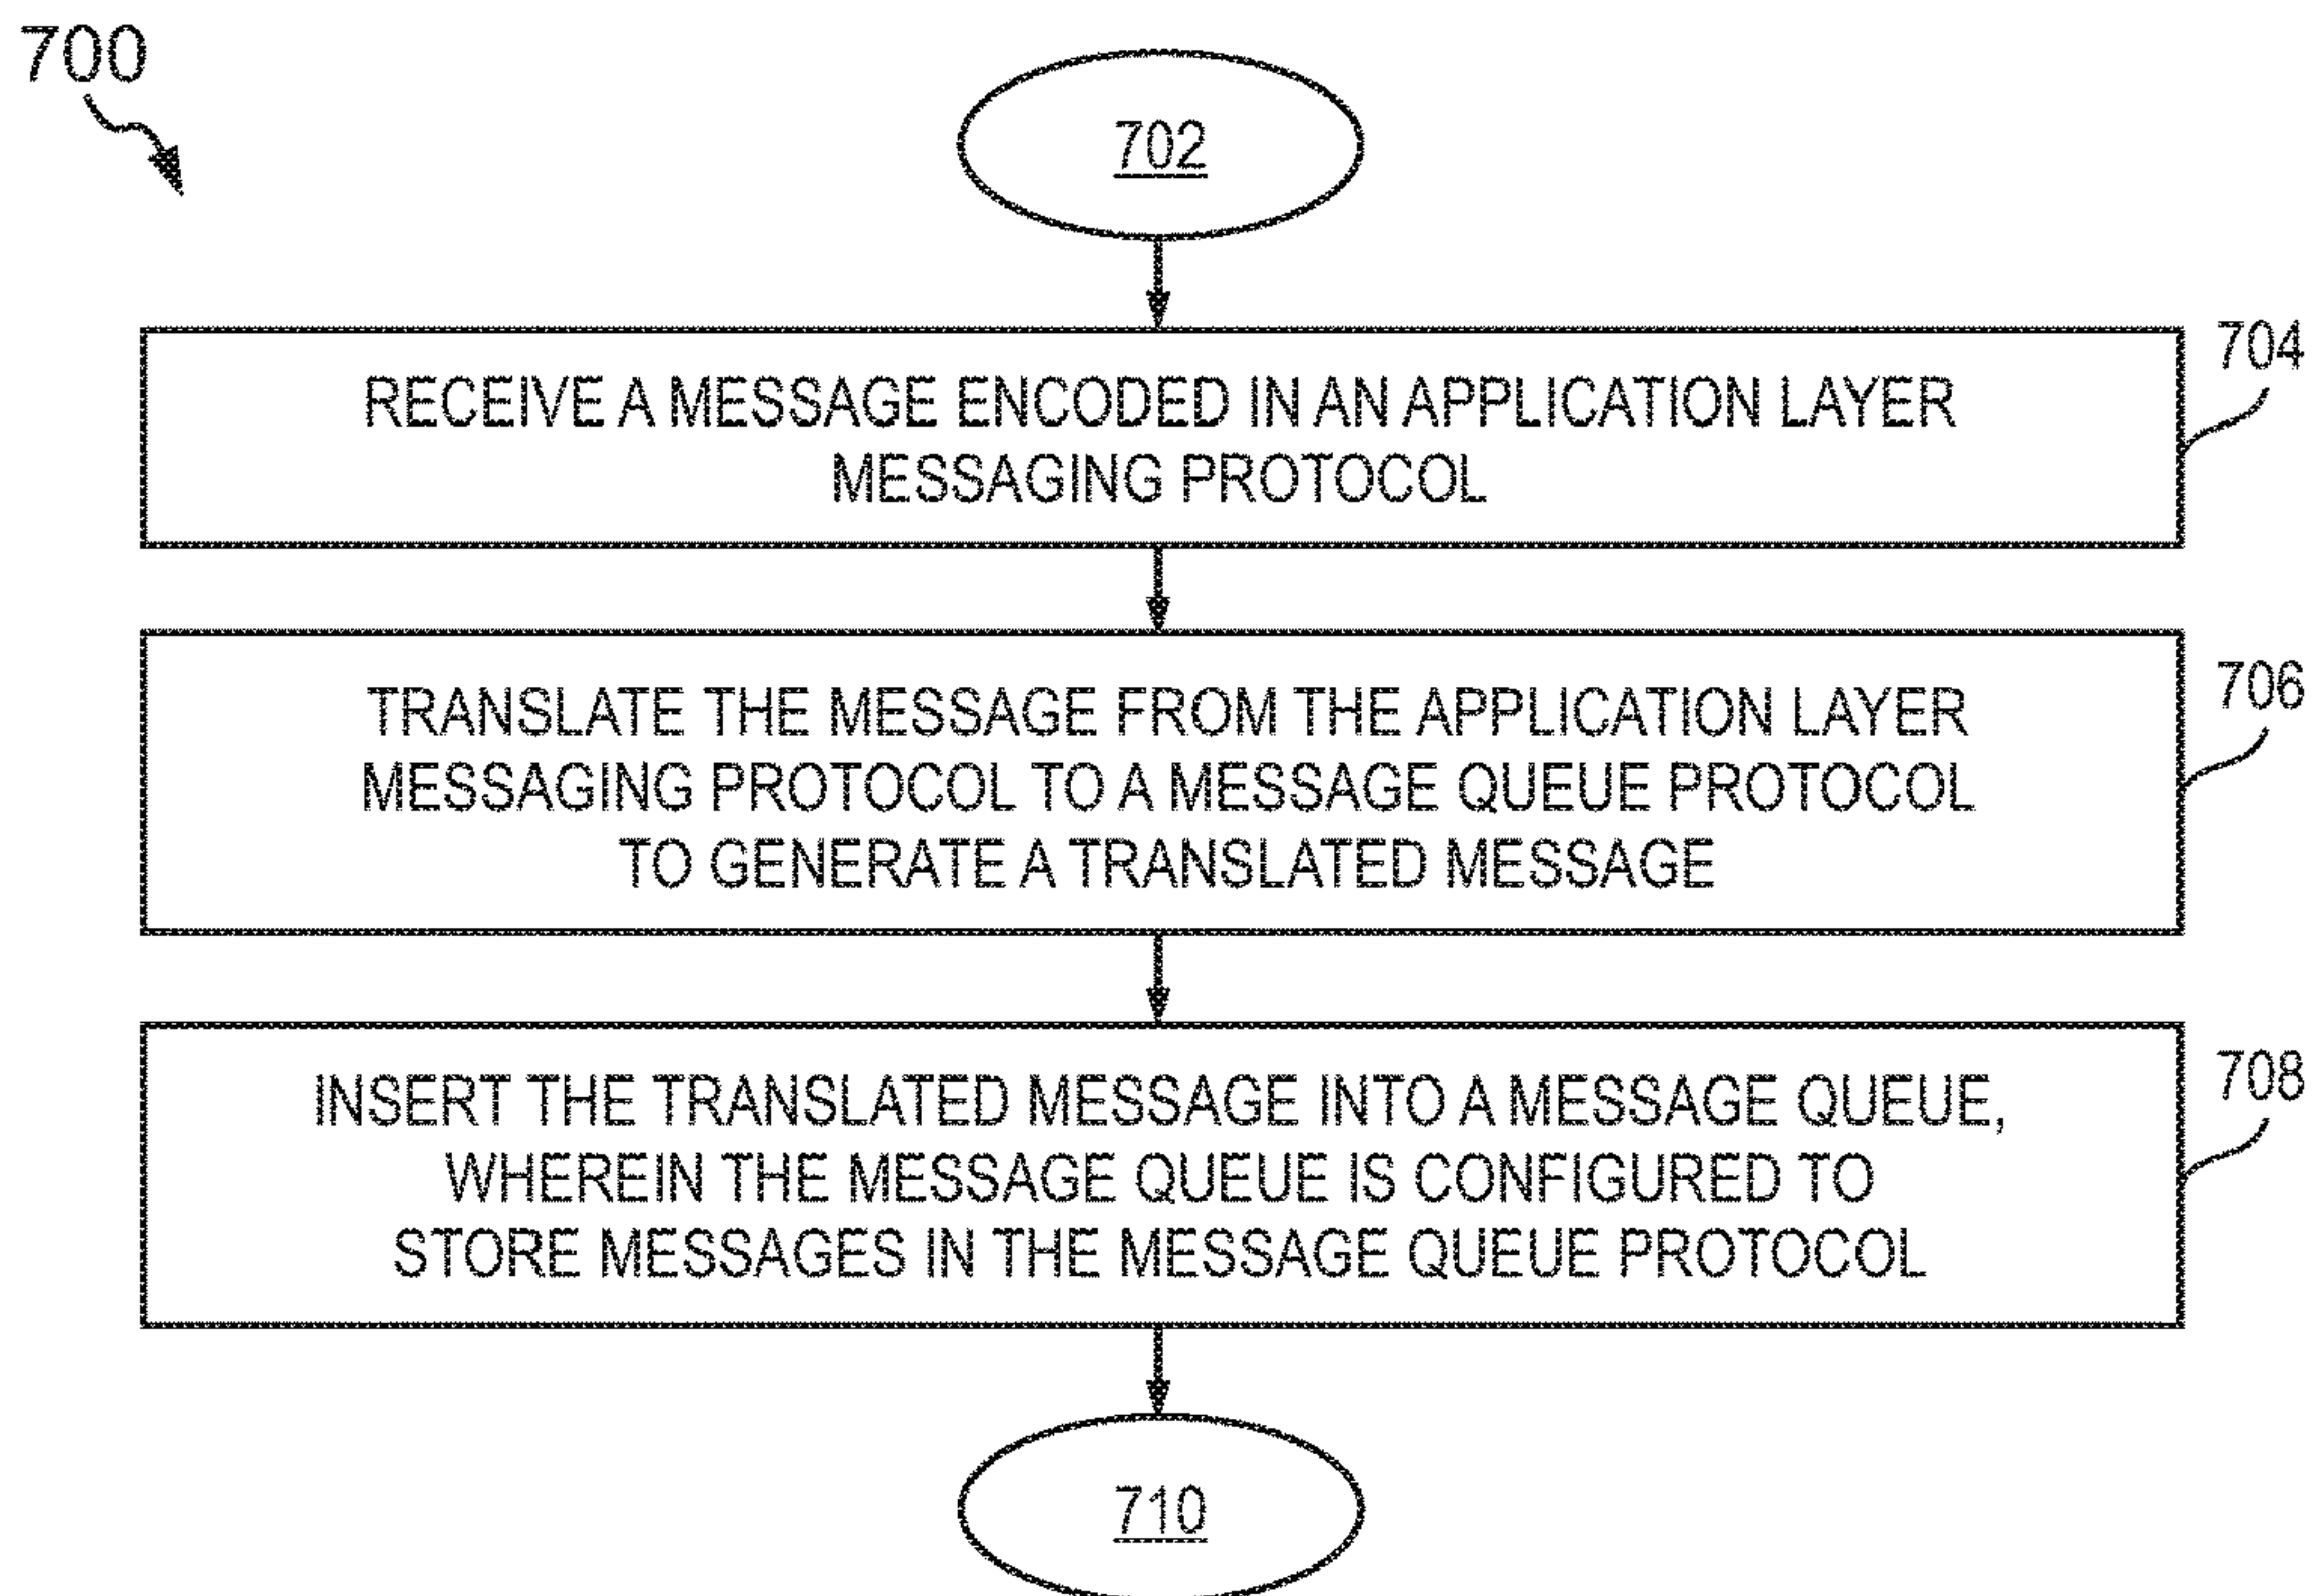 700
702
704
RECEIVE A MESSAGE ENCODED IN AN APPLICATION LAYER
MESSAGING PROTOCOL
706
TRANSLATE THE MESSAGE FROM THE APPLICATION LAYER
MESSAGING PROTOCOL TO A MESSAGE QUEUE PROTOCOL
TO GENERATE A TRANSLATED MESSAGE
708
INSERT THE TRANSLATED MESSAGE INTO A MESSAGE QUEUE,
WHEREIN THE MESSAGE QUEUE IS CONFIGURED TO
STORE MESSAGES IN THE MESSAGE QUEUE PROTOCOL
710